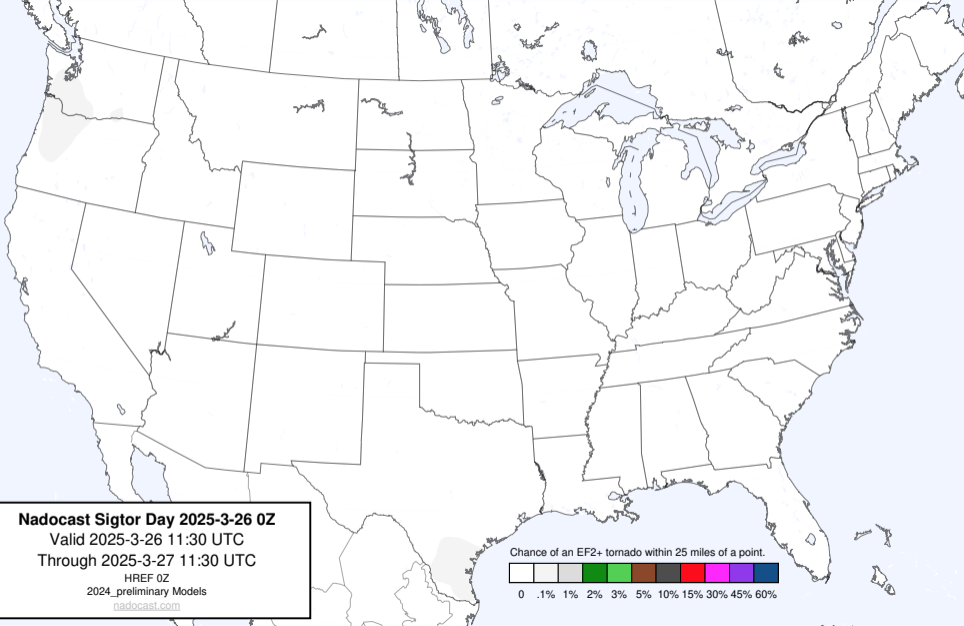 Nadocast Sigtor Day 2025-3-26 0Z
Valid 2025-3-26 11:30 UTC
Through 2025-3-27 11:30 UTC
HREF 0Z
2024_preliminary Models
nadocast.com
Chance of an EF2+ tornado within 25 miles of a point.
0 .1% 1% 2% 3% 5% 10% 15% 30% 45% 60%